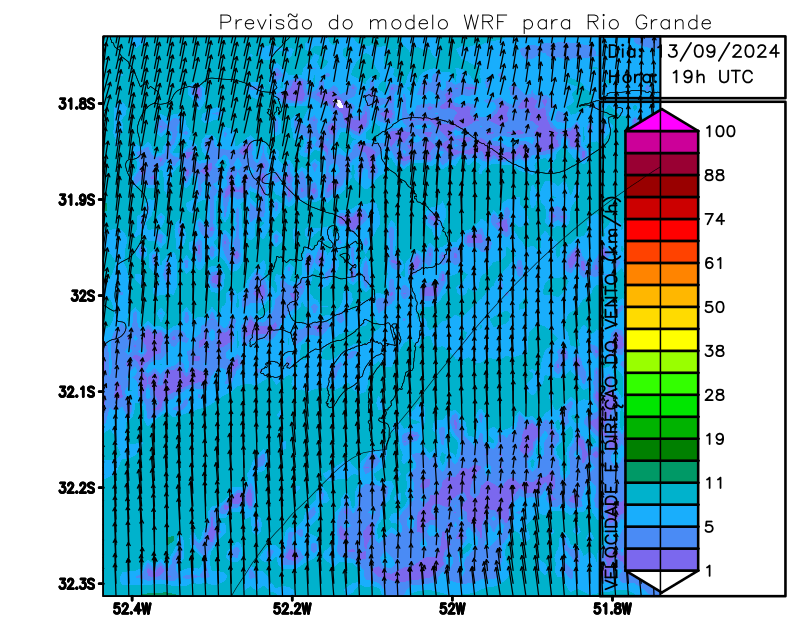 Previsão do modelo WRF para Rio Grande
Dia: 13/09/2024
Hora: 19h UTC
31.8S
31.9S
32S
32.1S
32.2S
32.3S
52.4W
52.2W
52W
51.8W
VELOCIDADE E DIREÇÃO DO VENTO (km/h)
100
88
74
61
50
38
28
19
11
5
1